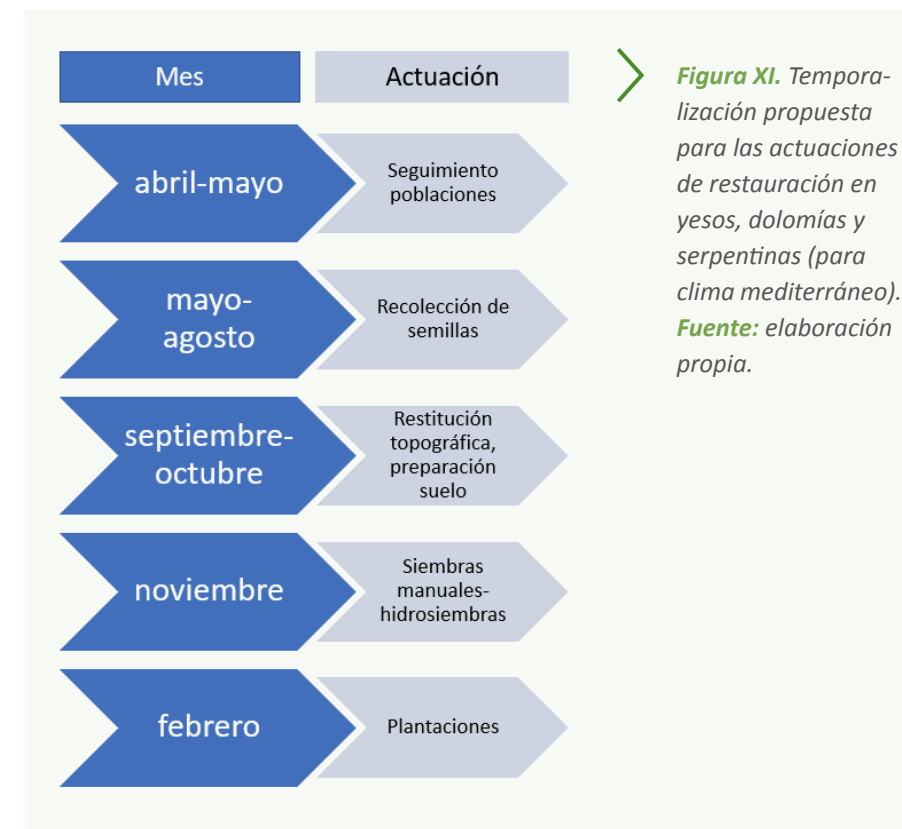 Mes
Actuación
abril-mayo
Seguimiento
poblaciones
mayo-
agosto
Recolección de
semillas
septiembre-
octubre
Restitución
topográfica,
preparación
suelo
noviembre
Siembras
manuales-
hidrosiembras
febrero
Plantaciones
Figura XI. Tempora-
lización propuesta
para las actuaciones
de restauración en
yesos, dolomías y
serpentinas (para
clima mediterráneo).
Fuente: elaboración
propia.